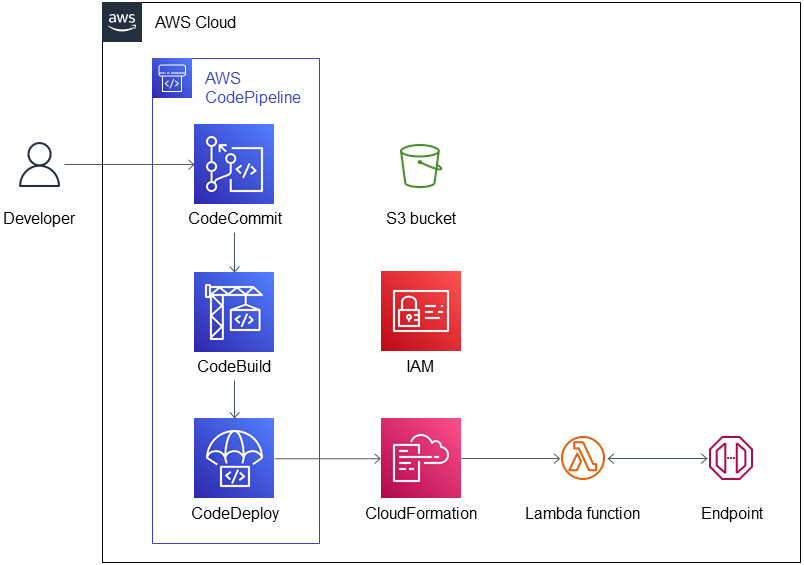 aws
AWS Cloud
AWS
CodePipeline
Developer
CodeCommit
S3 bucket
CodeBuild
IAM
CodeDeploy
CloudFormation
Lambda function
Endpoint